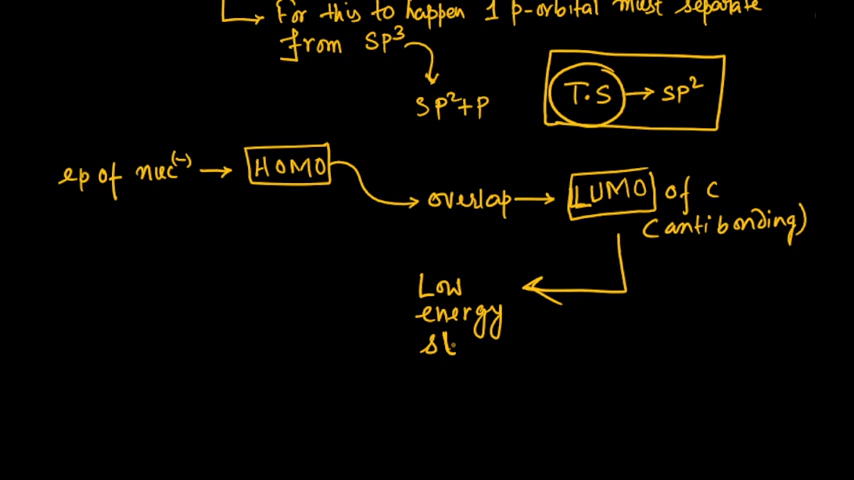 For this to happen 1 p-orbital must separate
from SP³
SP²+P
T.S → SP²
ep of nuc(-) → HOMO
overlap → LUMO of C
(antibonding)
Low
energy
st